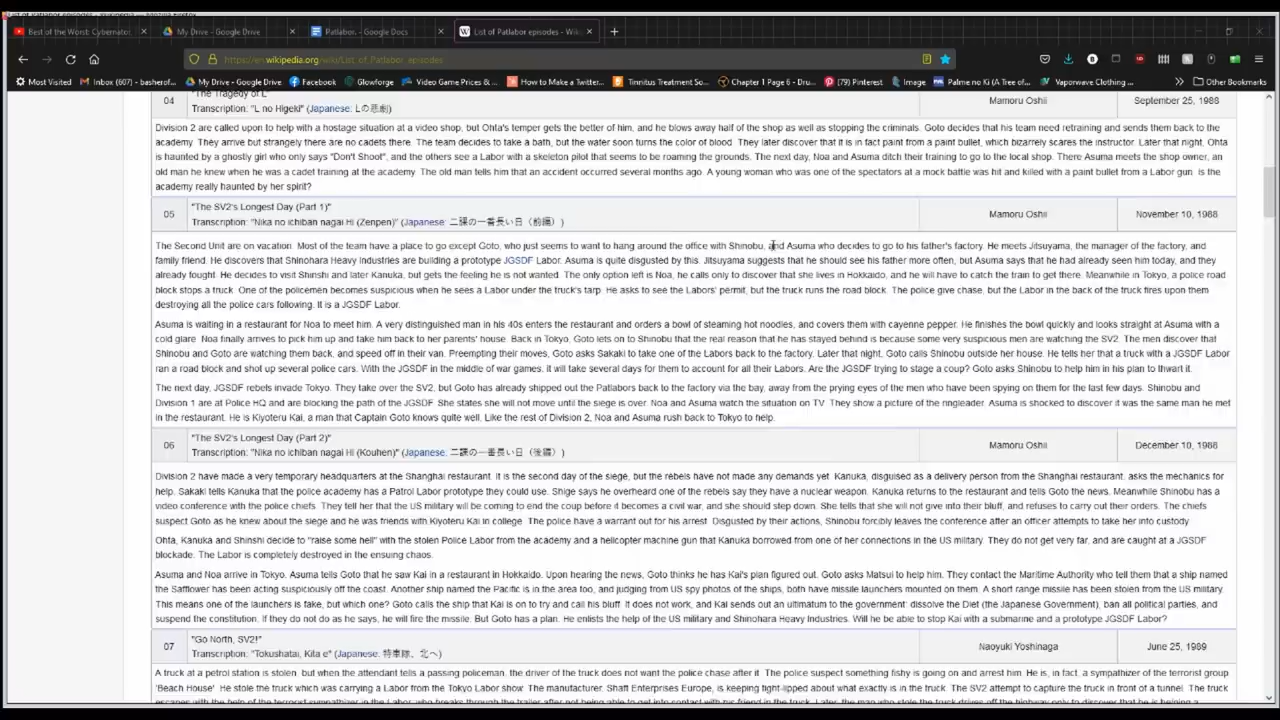 List of Patlabor episodes - Wikipedia — Mozilla Firefox
Best of the Worst: Cybernator,
My Drive - Google Drive
Patlabor. - Google Docs
List of Patlabor episodes - Wiki
https://en.wikipedia.org/wiki/List_of_Patlabor_episodes
Most Visited
Inbox (607) - basherof...
My Drive - Google Drive
Facebook
Glowforge
Video Game Prices & ...
How to Make a Twitter...
Tinnitus Treatment So...
Chapter 1 Page 6 - Dru...
(79) Pinterest
Image
Palme no Ki (A Tree of...
Vaporwave Clothing ...
Other Bookmarks
04
"The Tragedy of L"
Transcription: "L no Higeki" (Japanese: Lの悲劇)
Mamoru Oshii
September 25, 1988
Division 2 are called upon to help with a hostage situation at a video shop, but Ohta's temper gets the better of him, and he blows away half of the shop as well as stopping the criminals. Goto decides that his team need retraining and sends them back to the
academy. They arrive but strangely there are no cadets there. The team decides to take a bath, but the water soon turns the color of blood. They later discover that it is in fact paint from a paint bullet, which bizarrely scares the instructor. Later that night, Ohta
is haunted by a ghostly girl who only says "Don't Shoot", and the others see a Labor with a skeleton pilot that seems to be roaming the grounds. The next day, Noa and Asuma ditch their training to go to the local shop. There Asuma meets the shop owner, an
old man he knew when he was a cadet training at the academy. The old man tells him that an accident occurred several months ago. A young woman who was one of the spectators at a mock battle was hit and killed with a paint bullet from a Labor gun. Is the
academy really haunted by her spirit?
05
"The SV2's Longest Day (Part 1)"
Transcription: "Nika no ichiban nagai Hi (Zenpen)" (Japanese: 二課の一番長い日（前編）)
Mamoru Oshii
November 10, 1988
The Second Unit are on vacation. Most of the team have a place to go except Goto, who just seems to want to hang around the office with Shinobu, and Asuma who decides to go to his father's factory. He meets Jitsuyama, the manager of the factory, and
family friend. He discovers that Shinohara Heavy Industries are building a prototype JGSDF Labor. Asuma is quite disgusted by this. Jitsuyama suggests that he should see his father more often, but Asuma says that he had already seen him today, and they
already fought. He decides to visit Shinshi and later Kanuka, but gets the feeling he is not wanted. The only option left is Noa, he calls only to discover that she lives in Hokkaido, and he will have to catch the train to get there. Meanwhile in Tokyo, a police road
block stops a truck. One of the policemen becomes suspicious when he sees a Labor under the truck's tarp. He asks to see the Labors' permit, but the truck runs the road block. The police give chase, but the Labor in the back of the truck fires upon them
destroying all the police cars following. It is a JGSDF Labor.
Asuma is waiting in a restaurant for Noa to meet him. A very distinguished man in his 40s enters the restaurant and orders a bowl of steaming hot noodles, and covers them with cayenne pepper. He finishes the bowl quickly and looks straight at Asuma with a
cold glare. Noa finally arrives to pick him up and take him back to her parents' house. Back in Tokyo, Goto lets on to Shinobu that the real reason that he has stayed behind is because some very suspicious men are watching the SV2. The men discover that
Shinobu and Goto are watching them back, and speed off in their van. Preempting their moves, Goto asks Sakaki to take one of the Labors back to the factory. Later that night, Goto calls Shinobu outside her house. He tells her that a truck with a JGSDF Labor
ran a road block and shot up several police cars. With the JGSDF in the middle of war games. It will take several days for them to account for all their Labors. Are the JGSDF trying to stage a coup? Goto asks Shinobu to help him in his plan to thwart it.
The next day, JGSDF rebels invade Tokyo. They take over the SV2, but Goto has already shipped out the Patlabors back to the factory via the bay, away from the prying eyes of the men who have been spying on them for the last few days. Shinobu and
Division 1 are at Police HQ and are blocking the path of the JGSDF. She states she will not move until the siege is over. Noa and Asuma watch the situation on TV. They show a picture of the ringleader. Asuma is shocked to discover it was the same man he met
in the restaurant. He is Kiyoteru Kai, a man that Captain Goto knows quite well. Like the rest of Division 2, Noa and Asuma rush back to Tokyo to help.
06
"The SV2's Longest Day (Part 2)"
Transcription: "Nika no ichiban nagai Hi (Kouhen)" (Japanese: 二課の一番長い日（後編）)
Mamoru Oshii
December 10, 1988
Division 2 have made a very temporary headquarters at the Shanghai restaurant. It is the second day of the siege, but the rebels have not made any demands yet. Kanuka, disguised as a delivery person from the Shanghai restaurant, asks the mechanics for
help. Sakaki tells Kanuka that the police academy has a Patrol Labor prototype they could use. Shige says he overheard one of the rebels say they have a nuclear weapon. Kanuka returns to the restaurant and tells Goto the news. Meanwhile Shinobu has a
video conference with the police chiefs. They tell her that the US military will be coming to end the coup before it becomes a civil war, and she should step down. She tells that she will not give into their bluff, and refuses to carry out their orders. The chiefs
suspect Goto as he knew about the siege and he was friends with Kiyoteru Kai in college. The police have a warrant out for his arrest. Disgusted by their actions, Shinobu forcibly leaves the conference after an officer attempts to take her into custody.
Ohta, Kanuka and Shinshi decide to "raise some hell" with the stolen Police Labor from the academy and a helicopter machine gun that Kanuka borrowed from one of her connections in the US military. They do not get very far, and are caught at a JGSDF
blockade. The Labor is completely destroyed in the ensuing chaos.
Asuma and Noa arrive in Tokyo. Asuma tells Goto that he saw Kai in a restaurant in Hokkaido. Upon hearing the news, Goto thinks he has Kai's plan figured out. Goto asks Matsui to help him. They contact the Maritime Authority who tell them that a ship named
the Safflower has been acting suspiciously off the coast. Another ship named the Pacific is in the area too, and judging from US spy photos of the ships, both have missile launchers mounted on them. A short range missile has been stolen from the US military.
This means one of the launchers is fake, but which one? Goto calls the ship that Kai is on to try and call his bluff. It does not work, and Kai sends out an ultimatum to the government: dissolve the Diet (the Japanese Government), ban all political parties, and
suspend the constitution. If they do not do as he says, he will fire the missile. But Goto has a plan. He enlists the help of the US military and Shinohara Heavy Industries. Will he be able to stop Kai with a submarine and a prototype JGSDF Labor?
07
"Go North, SV2!"
Transcription: "Tokushatai, Kita e" (Japanese: 特車隊、北へ)
Naoyuki Yoshinaga
June 25, 1989
A truck at a petrol station is stolen, but when the attendant tells a passing policeman, the driver of the truck does not want the police chase after it. The police suspect something fishy is going on and arrest him. He is, in fact, a sympathizer of the terrorist group
'Beach House'. He stole the truck which was carrying a Labor from the Tokyo Labor show. The manufacturer, Shaft Enterprises Europe, is keeping tight-lipped about what exactly is in the truck. The SV2 attempt to capture the truck in front of a tunnel. The truck
escapes with the help of the terrorist sympathizer in the Labor, who breaks through the trailer after not being able to get into contact with his friend in the truck. Later, the man who stole the truck drives off the highway only to discover that he is being a